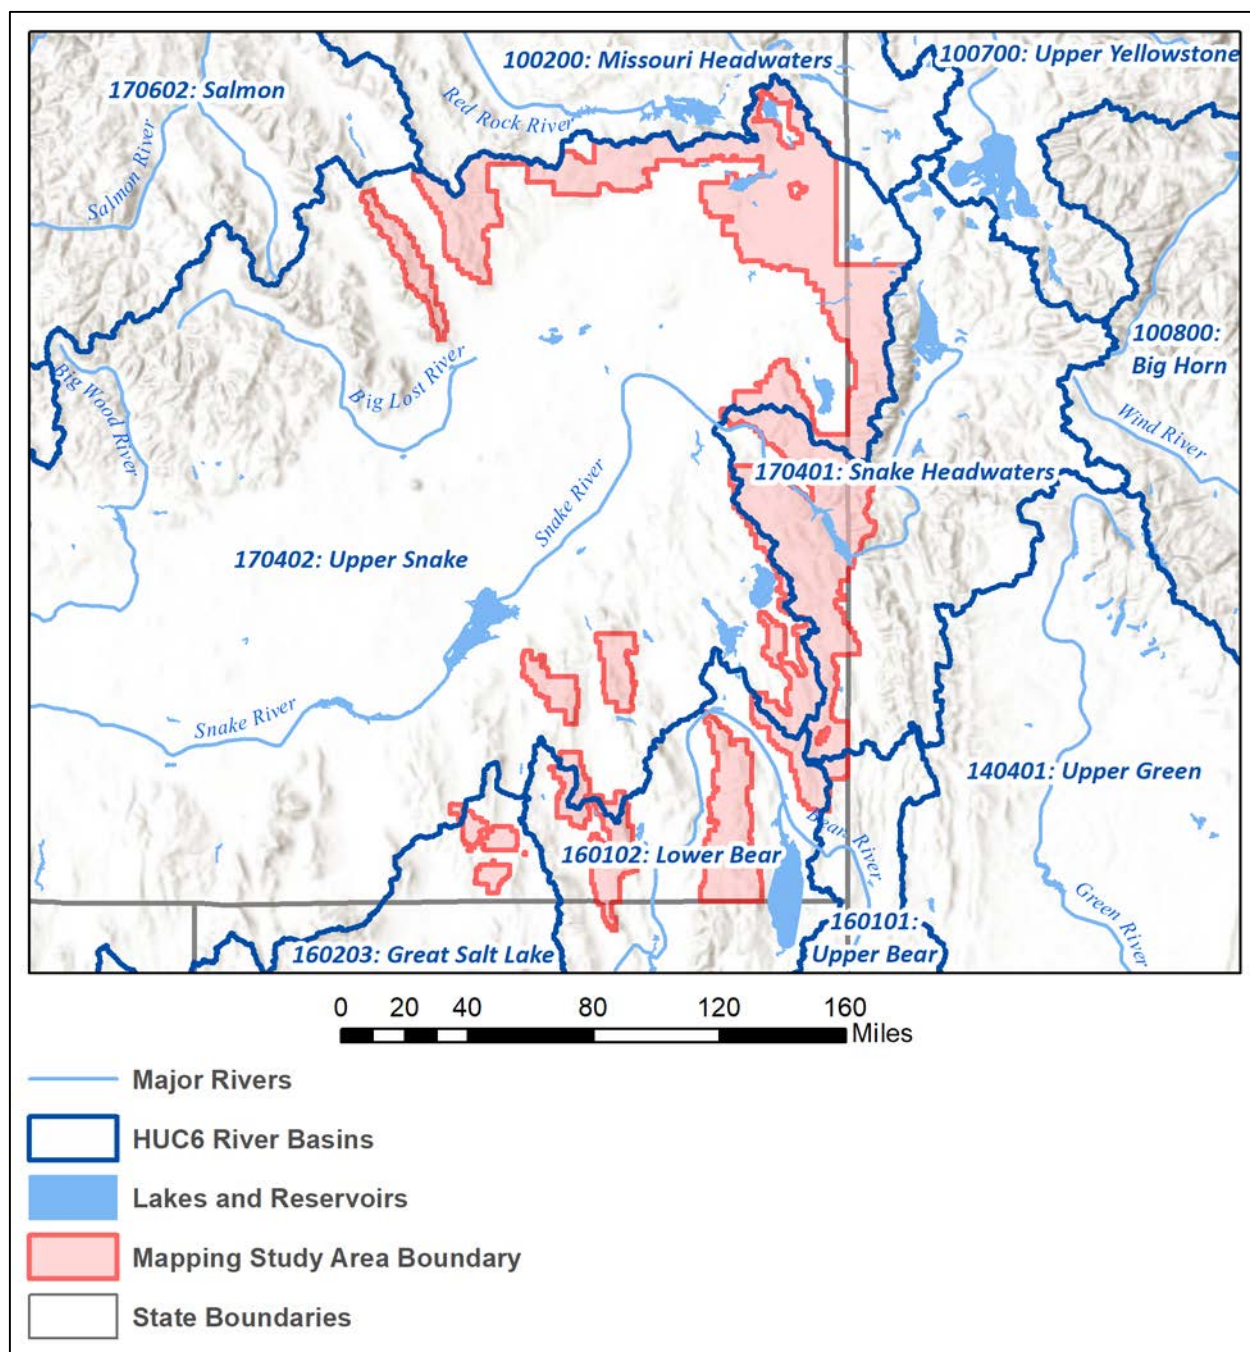 100200: Missouri Headwaters
100700: Upper Yellowstone
170602: Salmon
Red Rock River
Salmon River
100800:
Big Horn
Big Wood River
Big Lost River
Wind River
170401: Snake Headwaters
Snake River
170402: Upper Snake
Snake River
140401: Upper Green
Bear River
160102: Lower Bear
Green River
160101:
Upper Bear
160203: Great Salt Lake
0 20 40 80 120 160
Miles
Major Rivers
HUC6 River Basins
Lakes and Reservoirs
Mapping Study Area Boundary
State Boundaries